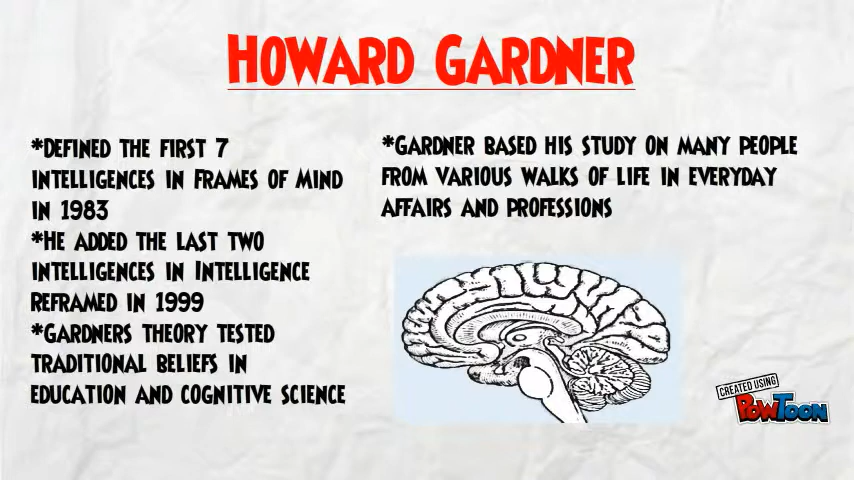 HOWARD GARDNER
*DEFINED THE FIRST 7
INTELLIGENCES IN FRAMES OF MIND
IN 1983
*HE ADDED THE LAST TWO
INTELLIGENCES IN INTELLIGENCE
REFRAMED IN 1999
*GARDNERS THEORY TESTED
TRADITIONAL BELIEFS IN
EDUCATION AND COGNITIVE SCIENCE
*GARDNER BASED HIS STUDY ON MANY PEOPLE
FROM VARIOUS WALKS OF LIFE IN EVERYDAY
AFFAIRS AND PROFESSIONS
CREATED USING
POWTOON